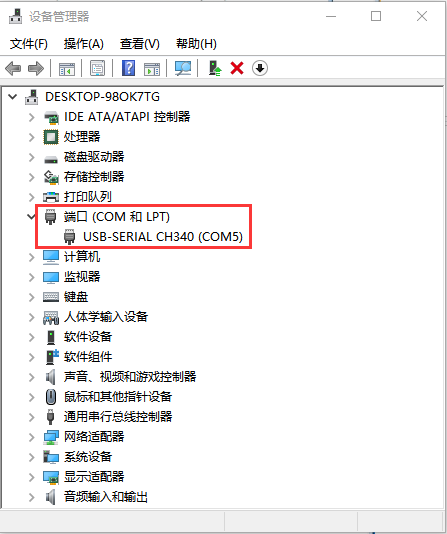 设备管理器
文件(F) 操作(A) 查看(V) 帮助(H)
DESKTOP-98OK7TG
IDE ATA/ATAPI 控制器
处理器
磁盘驱动器
存储控制器
打印队列
端口 (COM 和 LPT)
USB-SERIAL CH340 (COM5)
计算机
监视器
键盘
人体学输入设备
软件设备
软件组件
声音、视频和游戏控制器
鼠标和其他指针设备
通用串行总线控制器
网络适配器
系统设备
显示适配器
音频输入和输出